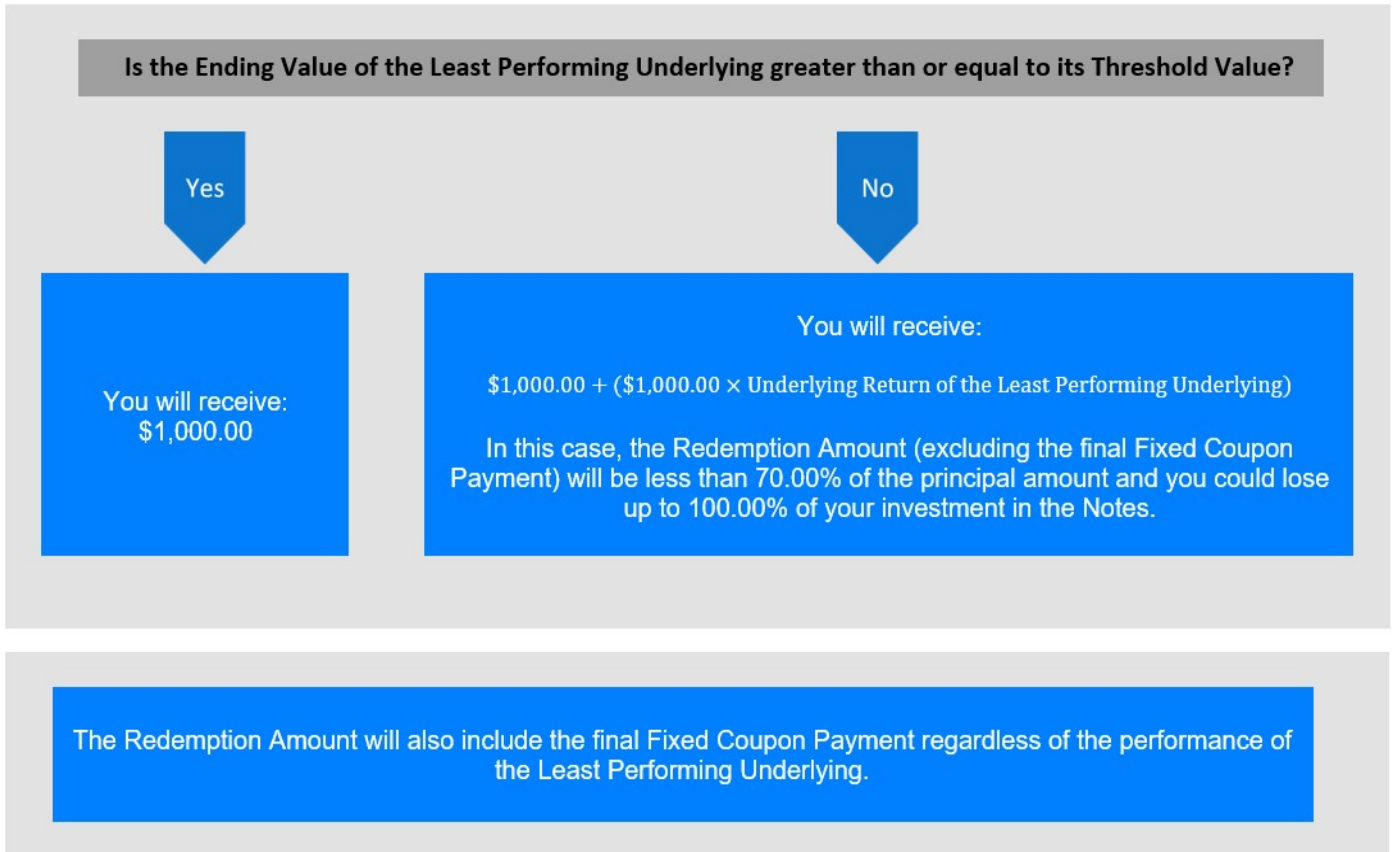 Is the Ending Value of the Least Performing Underlying greater than or equal to its Threshold Value?
Yes
No
You will receive:
$1,000.00
You will receive:
$1,000.00 + ($1,000.00 × Underlying Return of the Least Performing Underlying)
In this case, the Redemption Amount (excluding the final Fixed Coupon
Payment) will be less than 70.00% of the principal amount and you could lose
up to 100.00% of your investment in the Notes.
The Redemption Amount will also include the final Fixed Coupon Payment regardless of the performance of
the Least Performing Underlying.